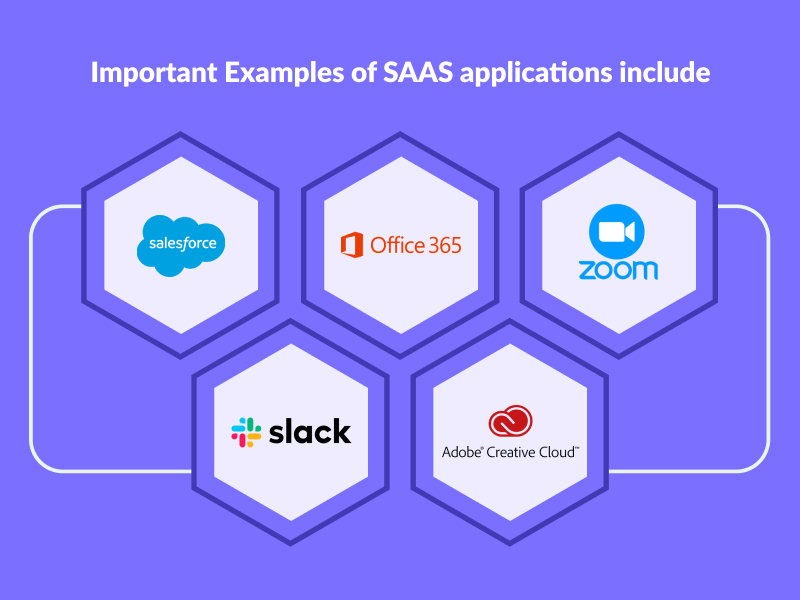 Important Examples of SAAS applications include
salesforce
Office 365
zoom
slack
Adobe® Creative Cloud™